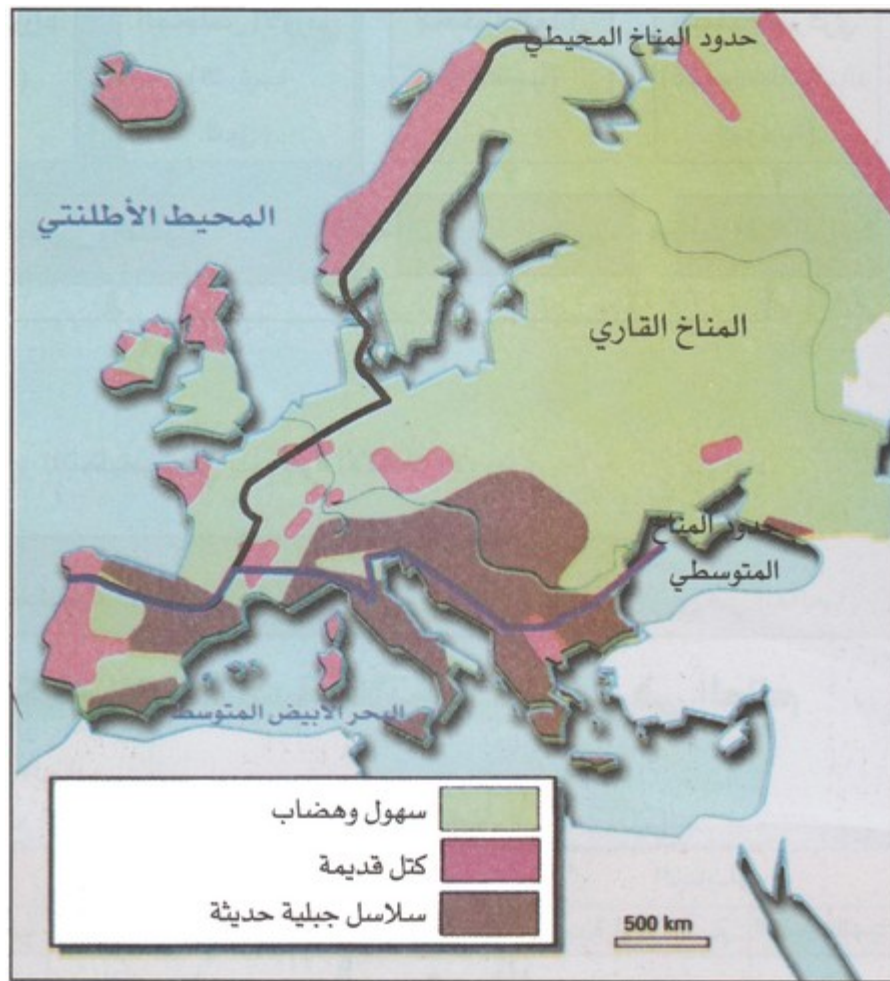 حدود المناخ المحيطي
المحيط الأطلنتي
المناخ القاري
حدود المناخ
المتوسطي
البحر الأبيض المتوسط
سهول وهضاب
كتل قديمة
سلاسل جبلية حديثة
500 km